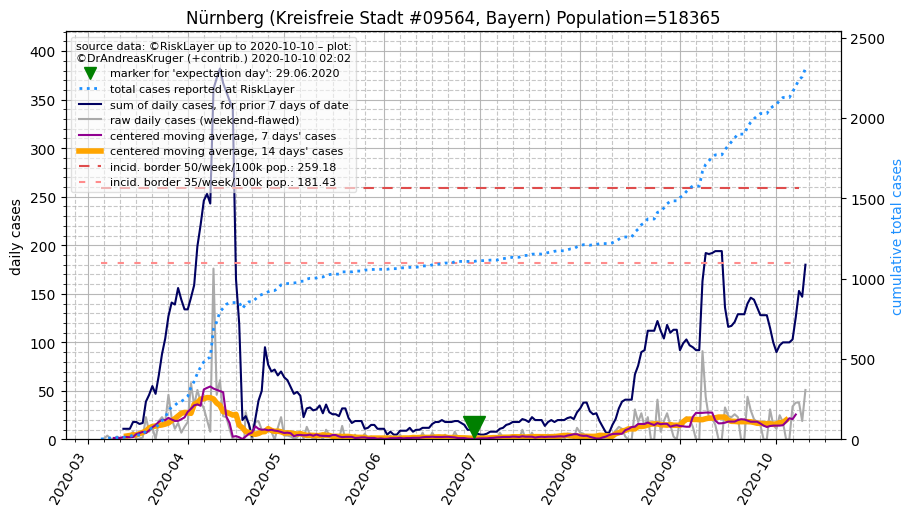 Nürnberg (Kreisfreie Stadt #09564, Bayern) Population=518365
source data: ©RiskLayer up to 2020-10-10 – plot:
©DrAndreasKruger (+contrib.) 2020-10-10 02:02
marker for 'expectation day': 29.06.2020
total cases reported at RiskLayer
sum of daily cases, for prior 7 days of date
raw daily cases (weekend-flawed)
centered moving average, 7 days' cases
centered moving average, 14 days' cases
incid. border 50/week/100k pop.: 259.18
incid. border 35/week/100k pop.: 181.43
daily cases
400
350
300
250
200
150
100
50
0
cumulative total cases
2500
2000
1500
1000
500
0
2020-03
2020-04
2020-05
2020-06
2020-07
2020-08
2020-09
2020-10